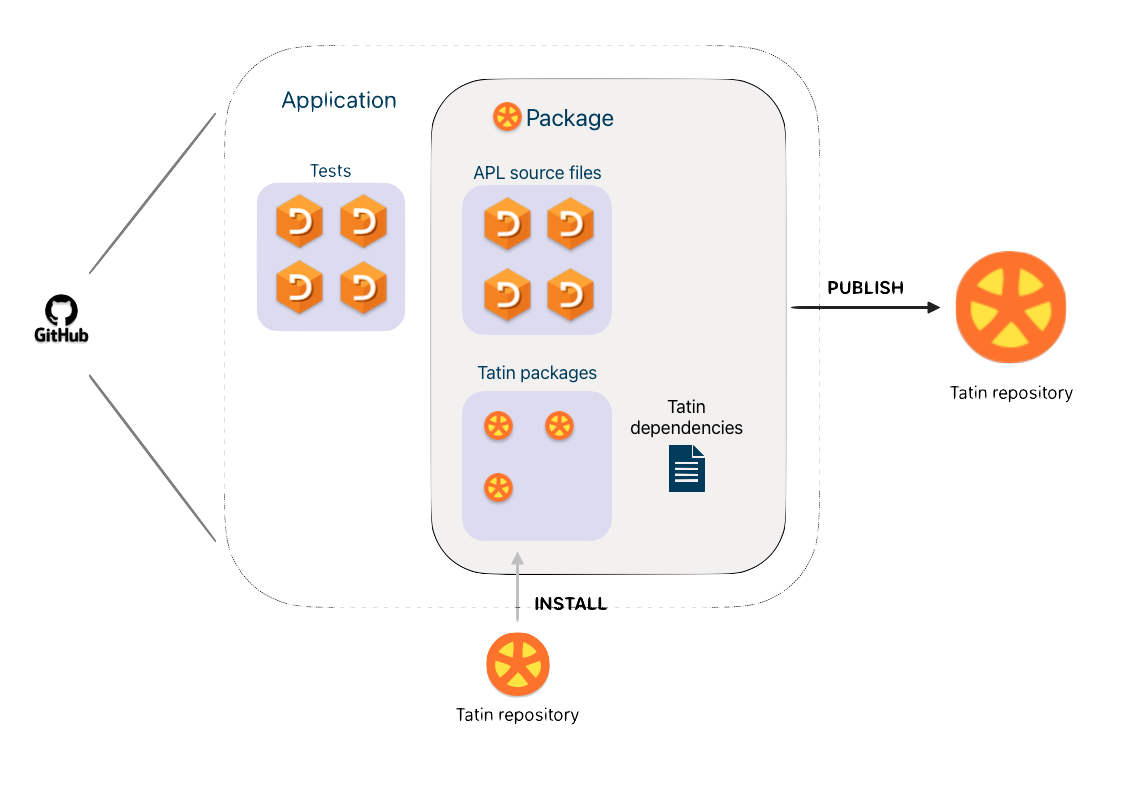 Application
Package
Tests
APL source files
GitHub
PUBLISH
Tatin repository
Tatin packages
Tatin
dependencies
INSTALL
Tatin repository